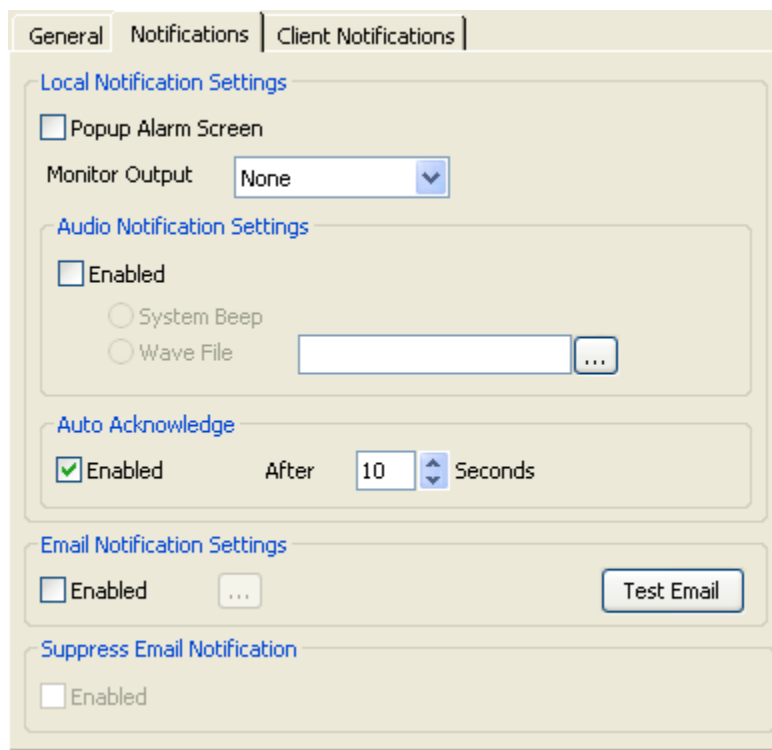 General Notifications Client Notifications
Local Notification Settings
Popup Alarm Screen
Monitor Output None
Audio Notification Settings
Enabled
System Beep
Wave File ...
Auto Acknowledge
Enabled After 10 Seconds
Email Notification Settings
Enabled ... Test Email
Suppress Email Notification
Enabled